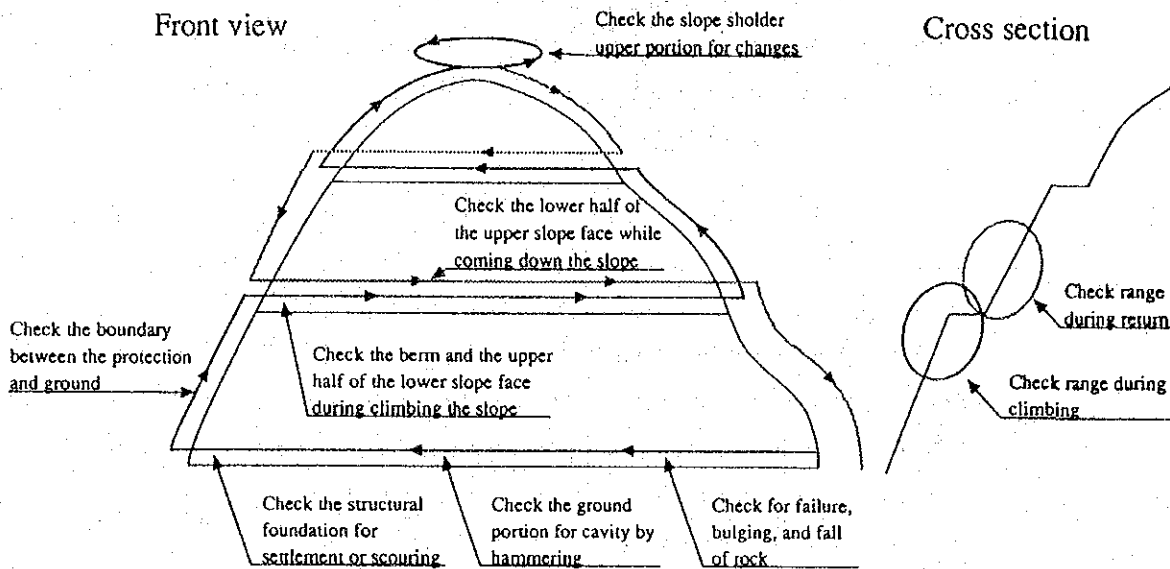 Front view
Check the slope sholder
upper portion for changes
Cross section
Check the lower half of
the upper slope face while
coming down the slope
Check the boundary
between the protection
and ground
Check the berm and the upper
half of the lower slope face
during climbing the slope
Check range
during return
Check range during
climbing
Check the structural
foundation for
settlement or scouring
Check the ground
portion for cavity by
hammering
Check for failure,
bulging, and fall
of rock